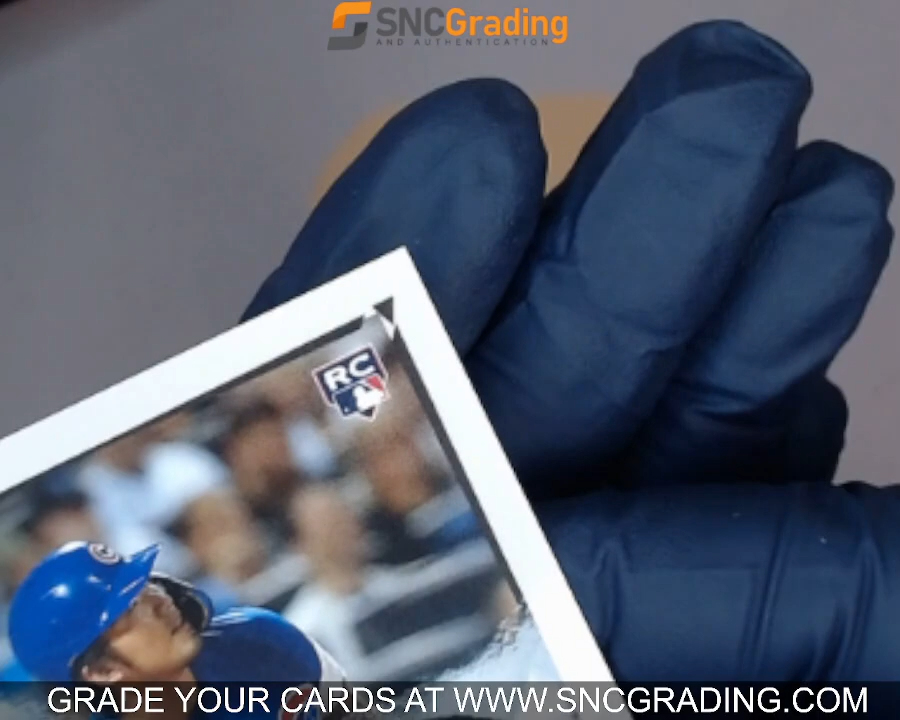 SNCGrading
AND AUTHENTICATION
RC
C
GRADE YOUR CARDS AT WWW.SNCGRADING.COM